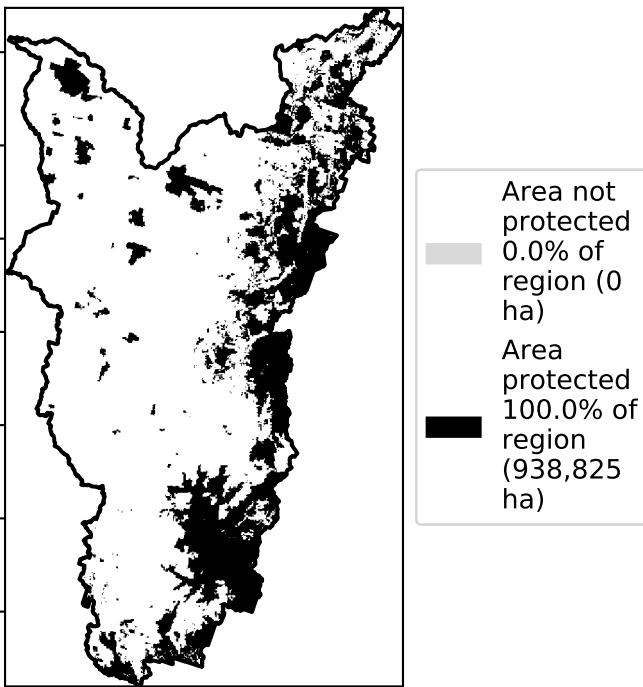 Area not
protected
0.0% of
region (0
ha)
Area
protected
100.0% of
region
(938,825
ha)